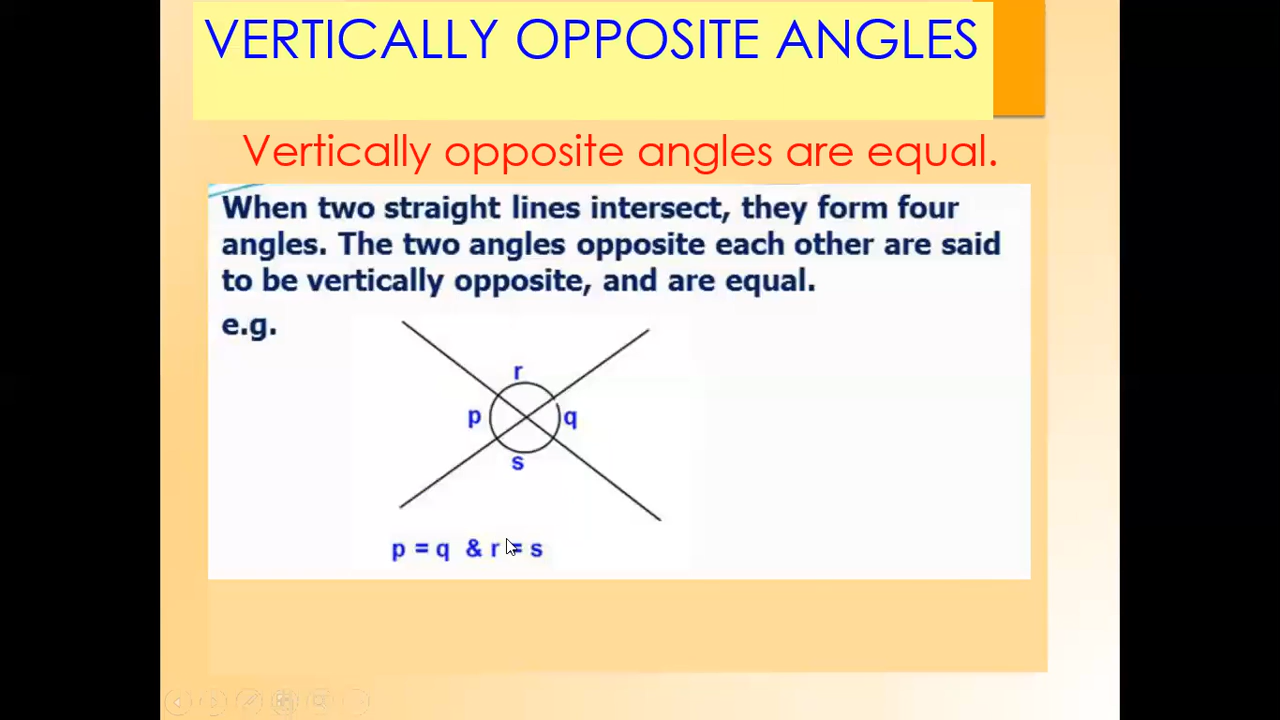 VERTICALLY OPPOSITE ANGLES
Vertically opposite angles are equal.
When two straight lines intersect, they form four
angles. The two angles opposite each other are said
to be vertically opposite, and are equal.
e.g.
r
p
q
s
p = q & r = s